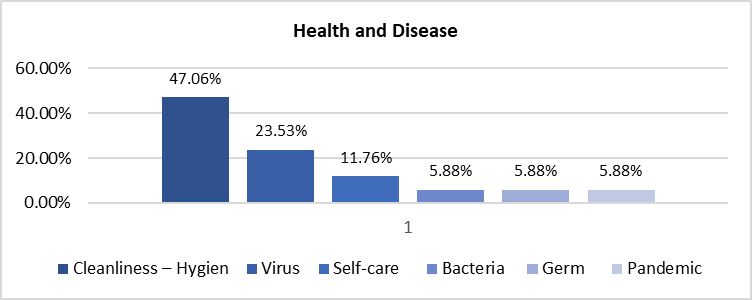 Health and Disease
60.00%
40.00%
20.00%
0.00%
47.06%
23.53%
11.76%
5.88%
5.88%
5.88%
1
Cleanliness – Hygien
Virus
Self-care
Bacteria
Germ
Pandemic